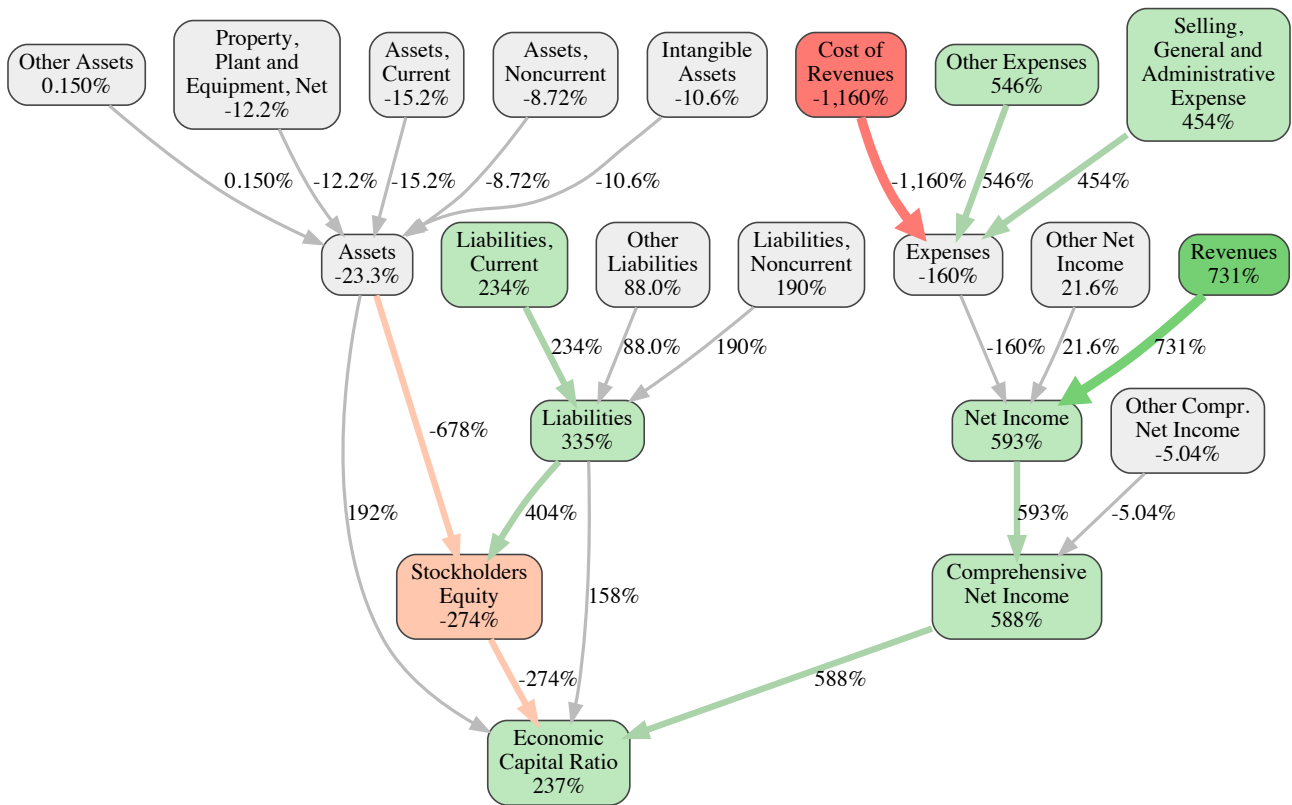 Other Assets
0.150%
Property,
Plant and
Equipment, Net
-12.2%
Assets,
Current
-15.2%
Assets,
Noncurrent
-8.72%
Intangible
Assets
-10.6%
Cost of
Revenues
-1,160%
Other Expenses
546%
Selling,
General and
Administrative
Expense
454%
0.150%
-12.2%
-15.2%
-8.72%
-10.6%
-1,160%
546%
454%
Assets
-23.3%
Liabilities,
Current
234%
Other
Liabilities
88.0%
Liabilities,
Noncurrent
190%
Expenses
-160%
Other Net
Income
21.6%
Revenues
731%
234%
88.0%
190%
-160%
21.6%
731%
-678%
Liabilities
335%
Net Income
593%
Other Compr.
Net Income
-5.04%
192%
404%
593%
-5.04%
Stockholders
Equity
-274%
158%
Comprehensive
Net Income
588%
-274%
588%
Economic
Capital Ratio
237%